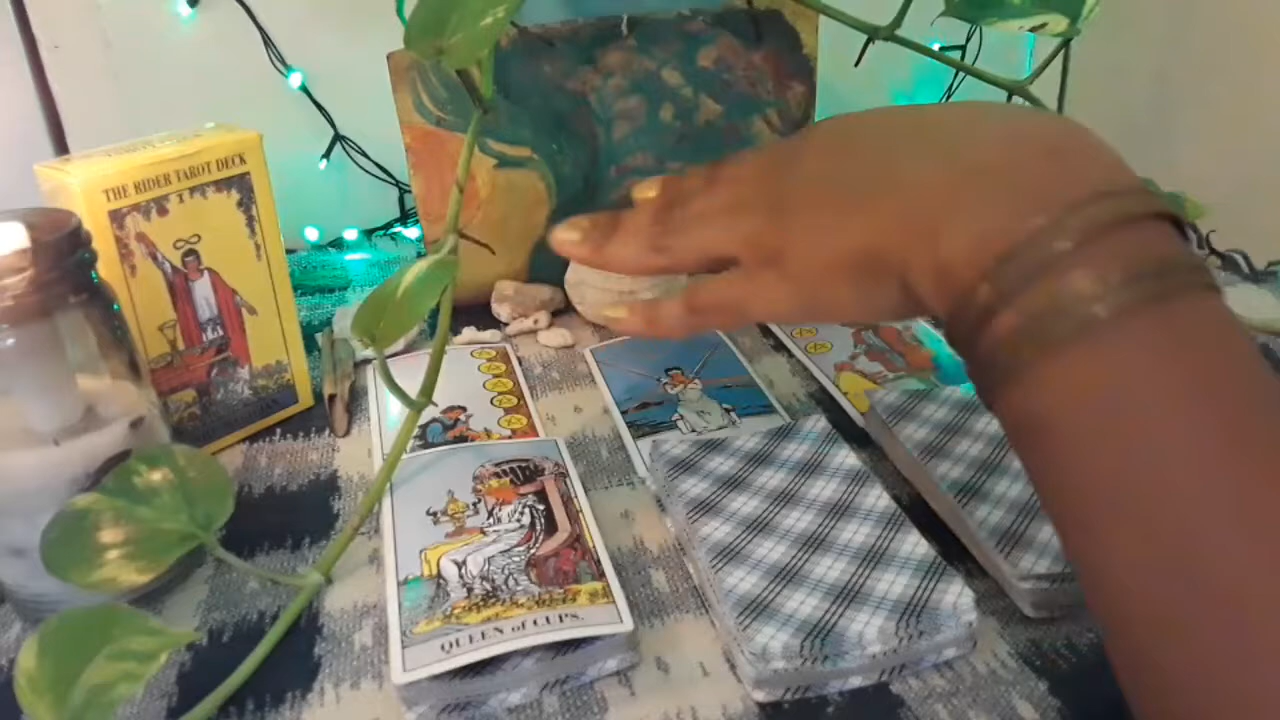 THE RIDER TAROT DECK
I
QUEEN of CUPS.